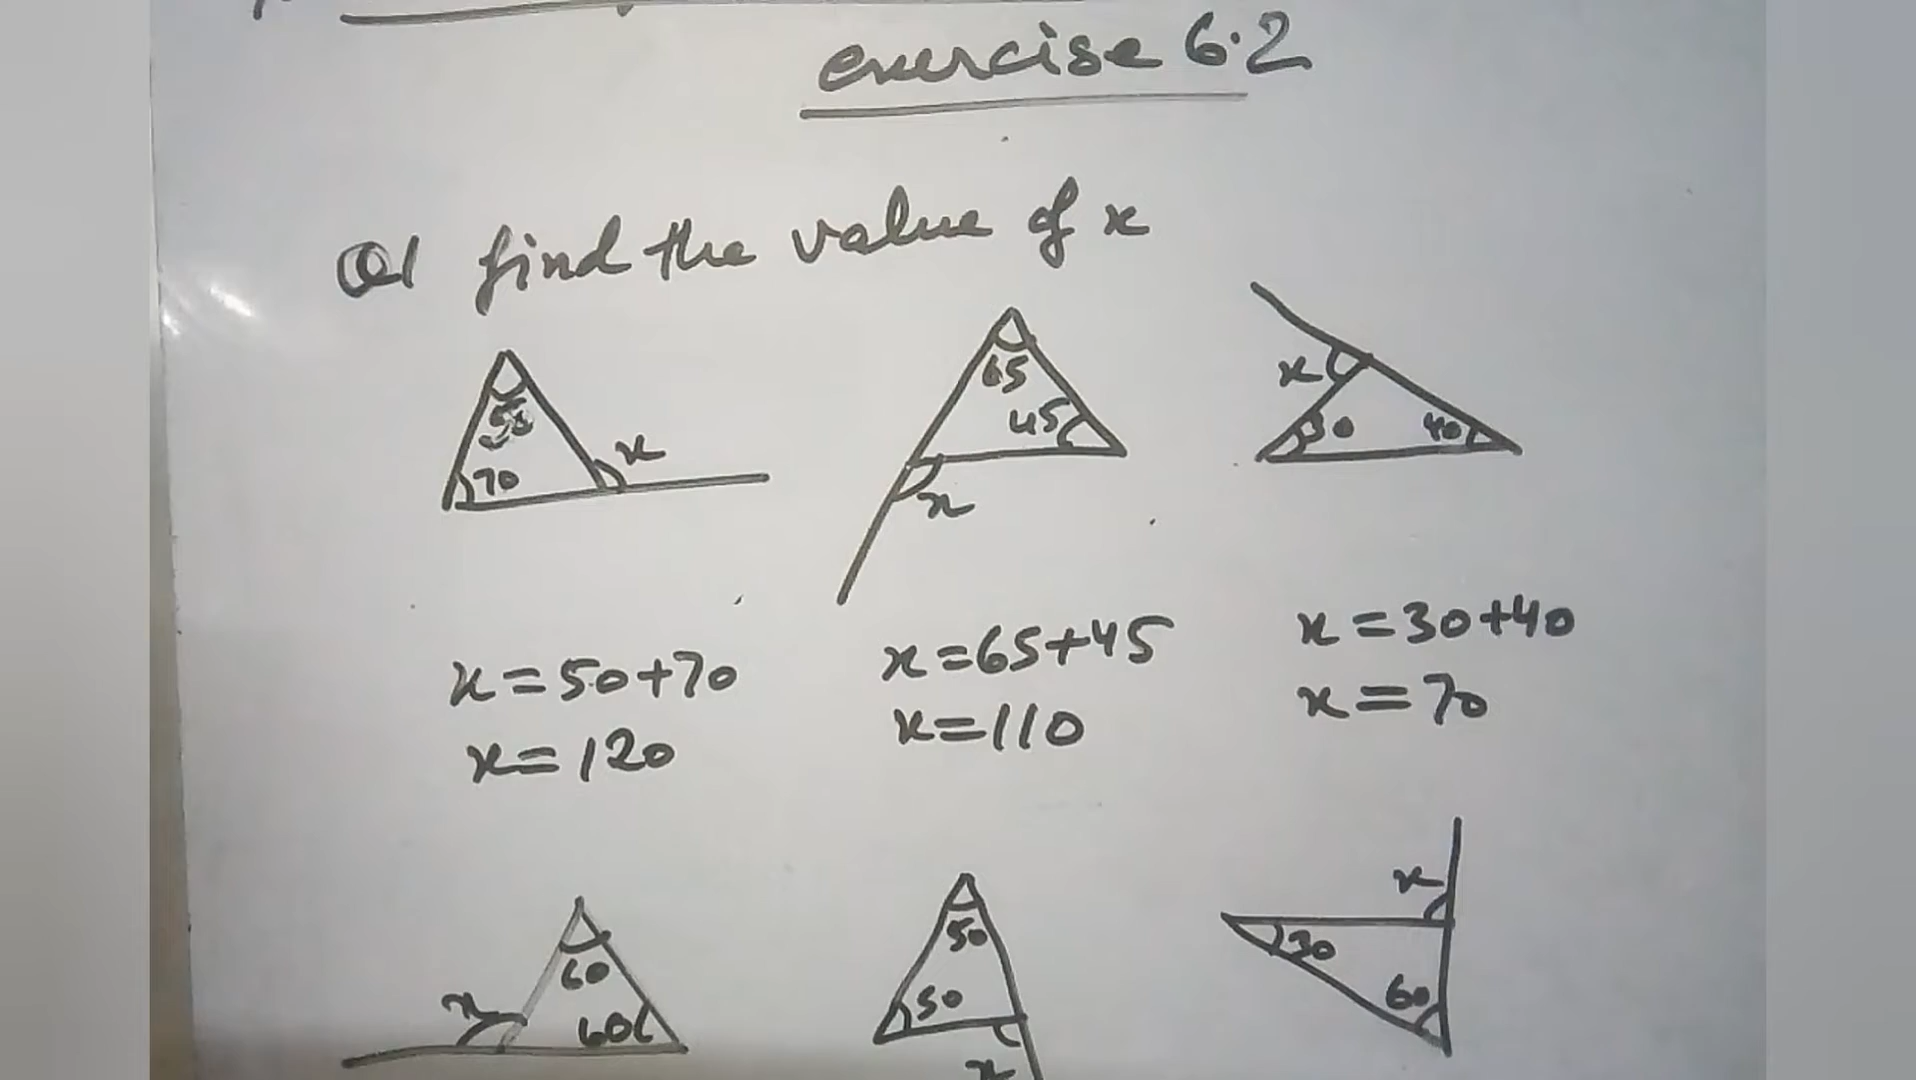 exercise 6.2
Q1 find the value of x
50
70
x
65
45
x
x
30
40
x=50+70
x=120
x=65+45
x=110
x=30+40
x=70
60
60
x
50
50
x
x
30
60